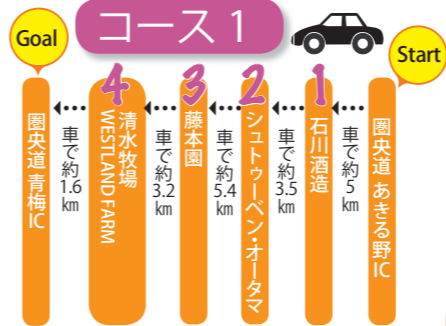 コース1
Start
圏央道 あきる野IC
車で約5km
1
石川酒造
車で約3.5km
2
シュトゥーベン・オータマ
車で約5.4km
3
藤本園
車で約3.2km
4
清水牧場
WESTLAND FARM
車で約1.6km
Goal
圏央道 青梅IC